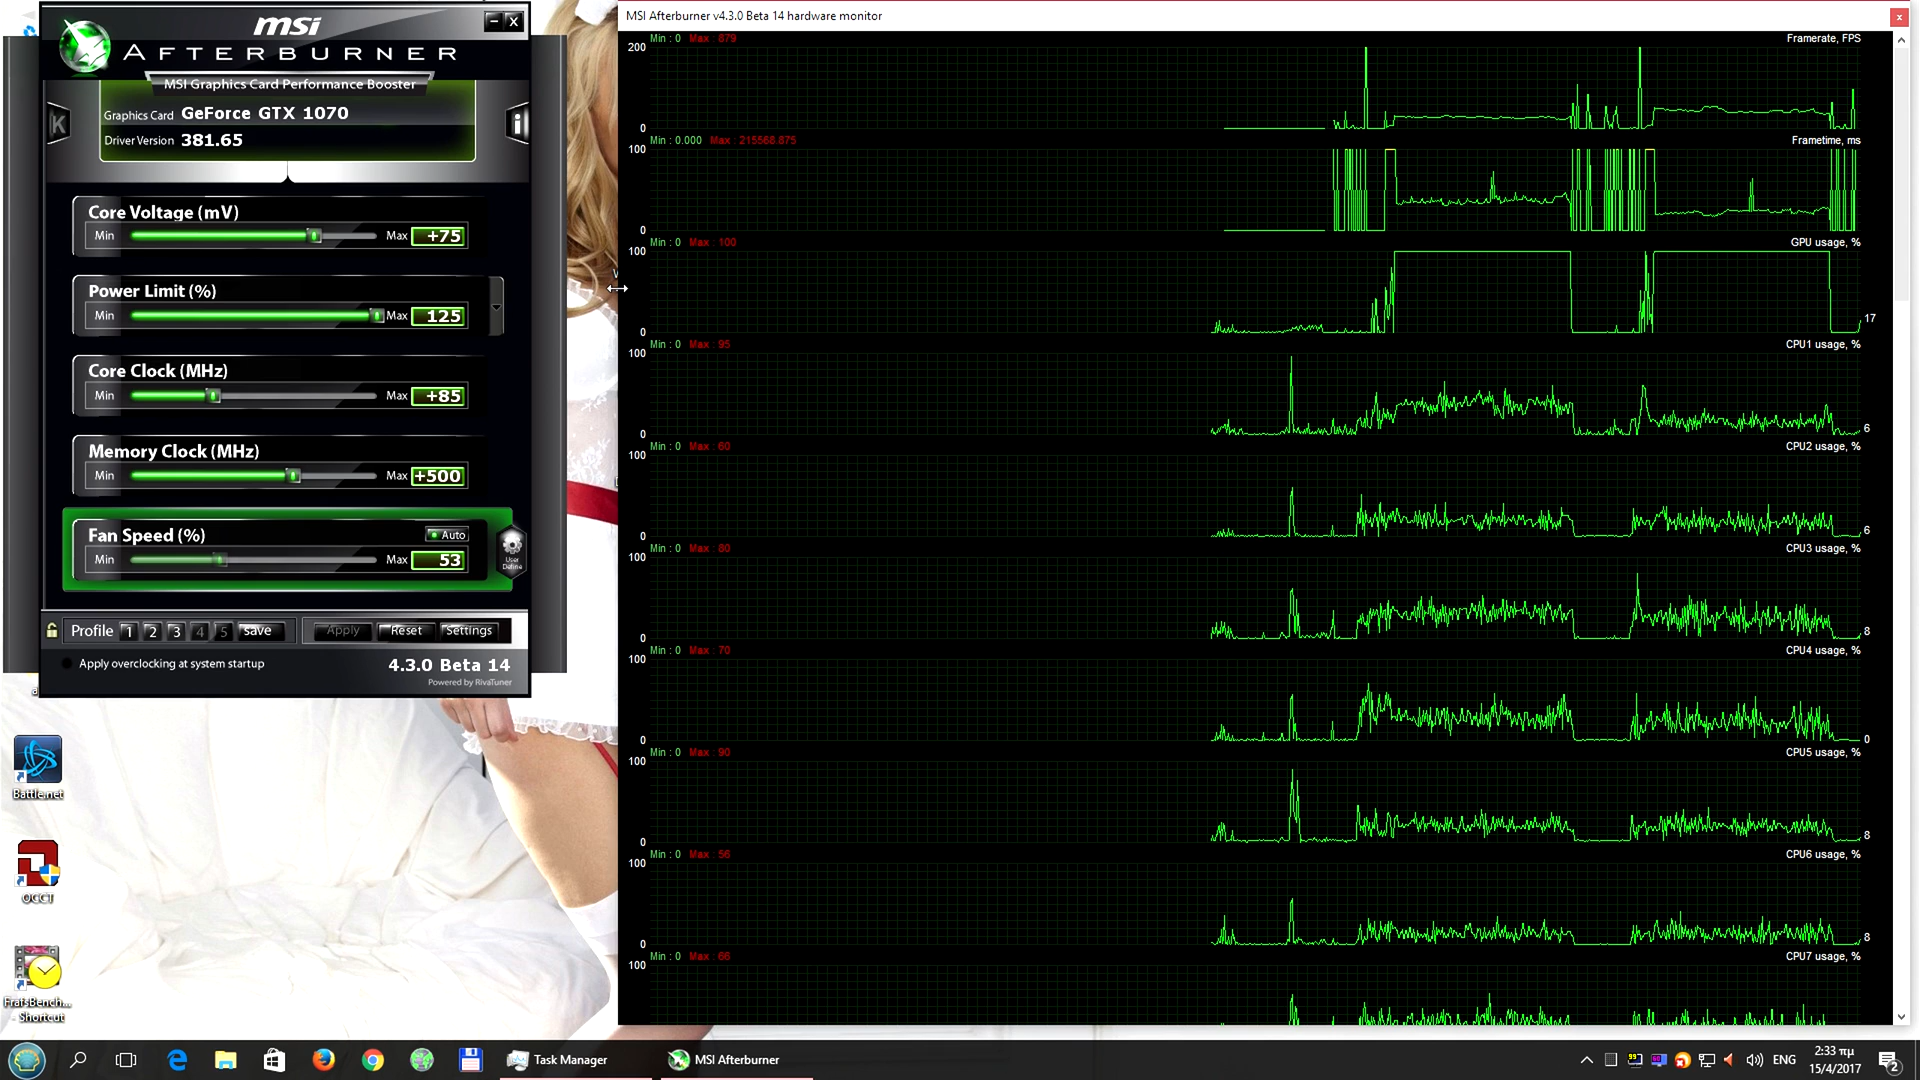 msi
AFTERBURNER
MSI Graphics Card Performance Booster
Graphics Card GeForce GTX 1070
Driver Version 381.65
K
i
Core Voltage (mV)
Min Max +75
Power Limit (%)
Min Max 125
Core Clock (MHz)
Min Max +85
Memory Clock (MHz)
Min Max +500
Fan Speed (%)
Auto
Min Max 53
User
Define
Profile 1 2 3 4 5 save Apply Reset Settings
Apply overclocking at system startup
4.3.0 Beta 14
Powered by RivaTuner
Battle.net
OCCT
FrafsBench...
- Shortcut
MSI Afterburner v4.3.0 Beta 14 hardware monitor
Min : 0 Max : 879 Framerate, FPS
200
0
Min : 0.000 Max : 215568.875 Frametime, ms
100
0
Min : 0 Max : 100 GPU usage, %
100
17
0
Min : 0 Max : 95 CPU1 usage, %
100
6
0
Min : 0 Max : 60 CPU2 usage, %
100
6
0
Min : 0 Max : 80 CPU3 usage, %
100
8
0
Min : 0 Max : 70 CPU4 usage, %
100
0
0
Min : 0 Max : 90 CPU5 usage, %
100
8
0
Min : 0 Max : 56 CPU6 usage, %
100
8
0
Min : 0 Max : 66 CPU7 usage, %
100
Task Manager
MSI Afterburner
ENG
2:33 πμ
15/4/2017
2